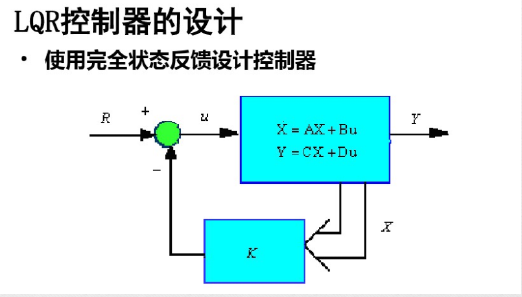 LQR控制器的设计
• 使用完全状态反馈设计控制器
R
+
u
X = AX+Bu
Y = CX+Du
Y
−
K
X